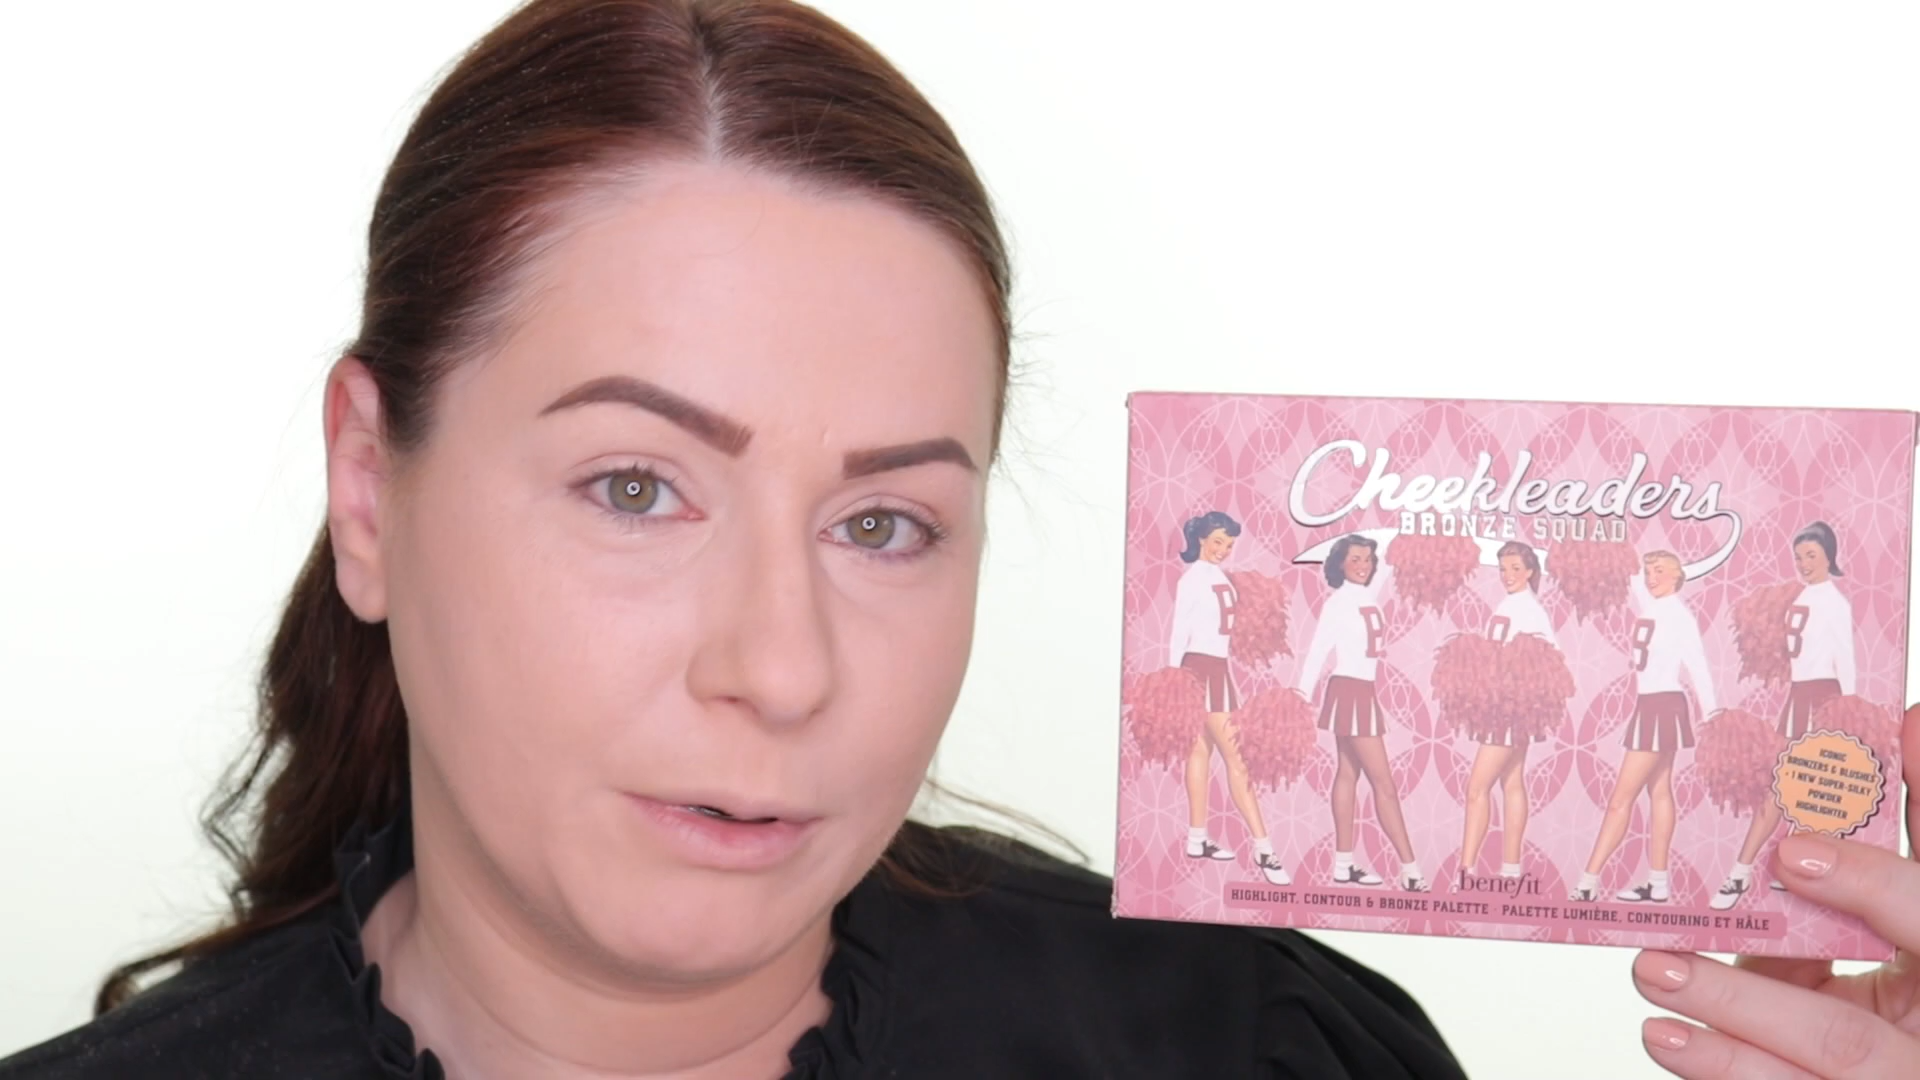 Cheekleaders
BRONZE SQUAD
B
B
B
B
ICONIC
BRONZERS & BLUSHES
+ 1 NEW SUPER-SILKY
POWDER
HIGHLIGHTER
benefit
HIGHLIGHT, CONTOUR & BRONZE PALETTE · PALETTE LUMIÈRE, CONTOURING ET HÂLE